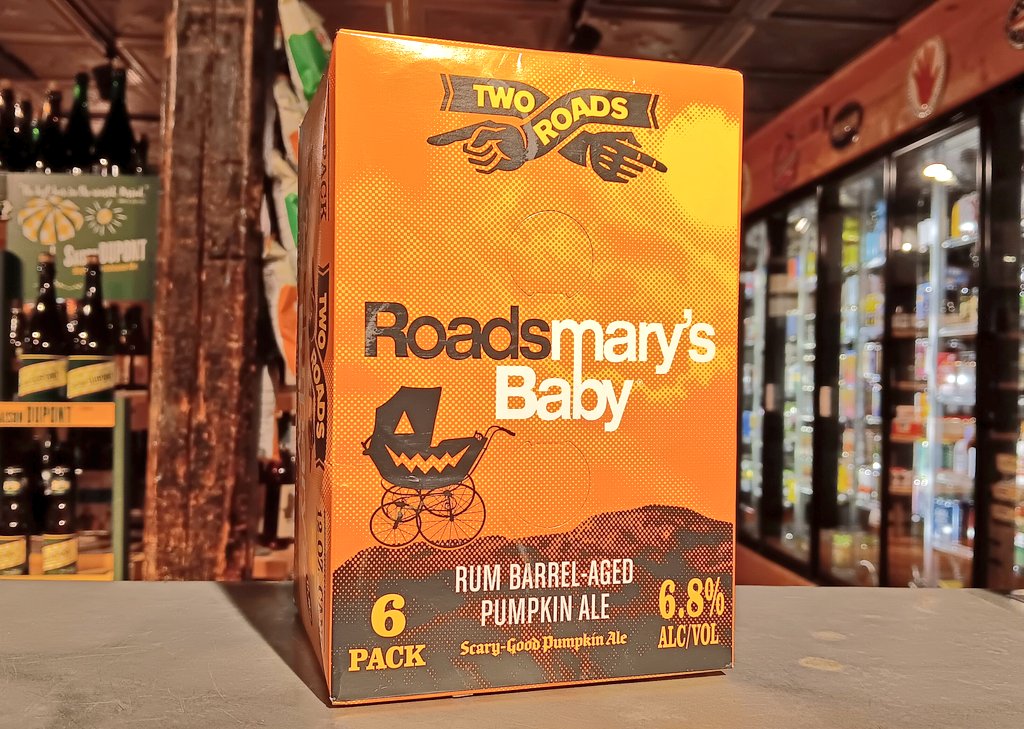 TWO ROADS
Roadsmary's
Baby
RUM BARREL-AGED
PUMPKIN ALE
Scary-Good Pumpkin Ale
6
PACK
6.8%
ALC/VOL
TWO ROADS
DUPONT
DUPONT